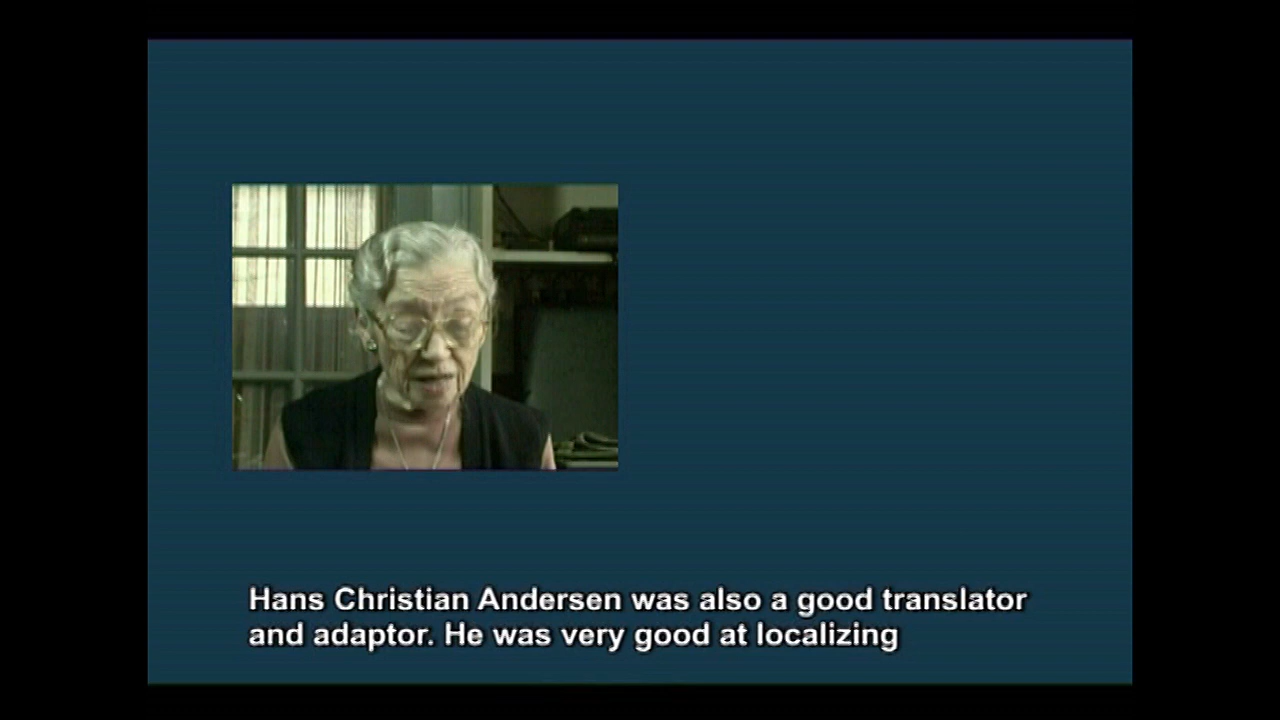 Hans Christian Andersen was also a good translator
and adaptor. He was very good at localizing